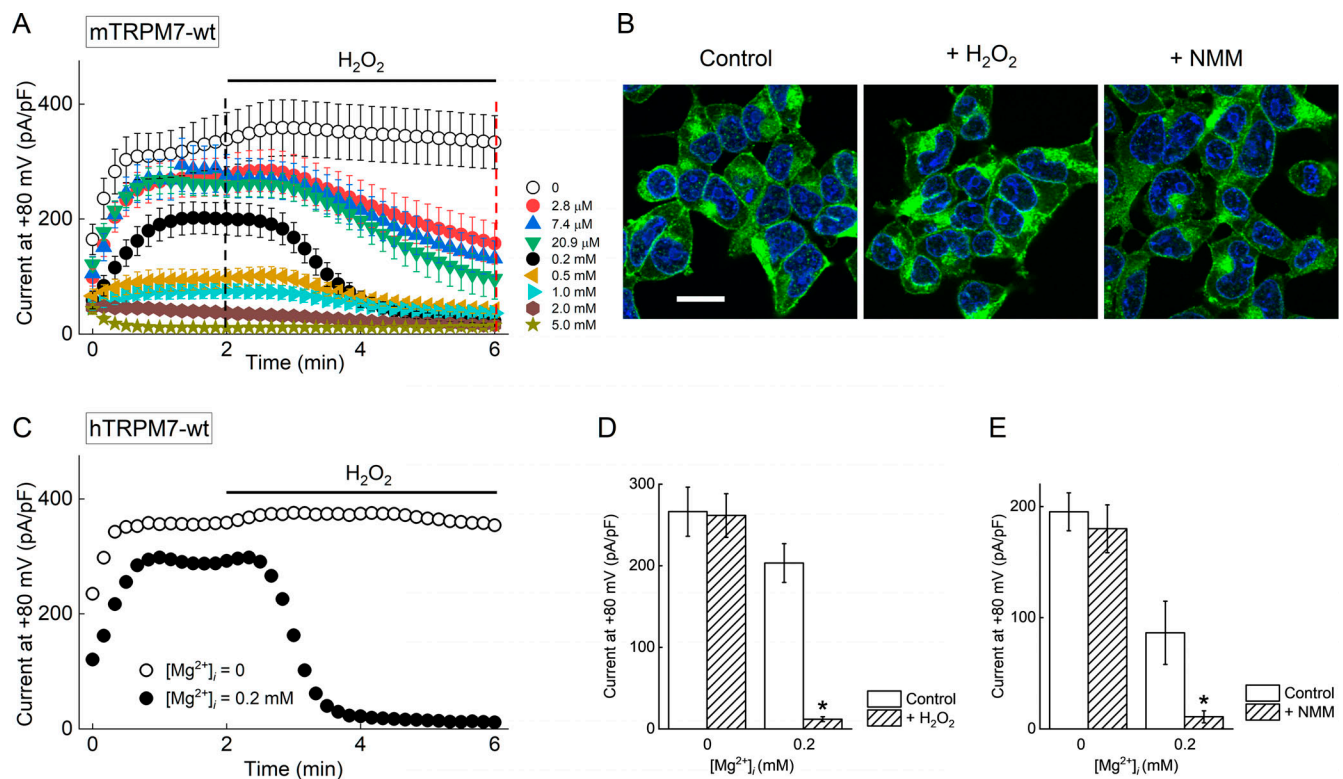 A
mTRPM7-wt
H₂O₂
Current at +80 mV (pA/pF)
400
200
0
0 2 4 6
Time (min)
0
2.8 µM
7.4 µM
20.9 µM
0.2 mM
0.5 mM
1.0 mM
2.0 mM
5.0 mM
B
Control
+ H₂O₂
+ NMM
C
hTRPM7-wt
H₂O₂
Current at +80 mV (pA/pF)
400
200
0
[Mg²⁺]ᵢ = 0
[Mg²⁺]ᵢ = 0.2 mM
0 2 4 6
Time (min)
D
Current at +80 mV (pA/pF)
300
200
100
0
*
0 0.2
[Mg²⁺]ᵢ (mM)
Control
+ H₂O₂
E
Current at +80 mV (pA/pF)
200
100
0
*
0 0.2
[Mg²⁺]ᵢ (mM)
Control
+ NMM